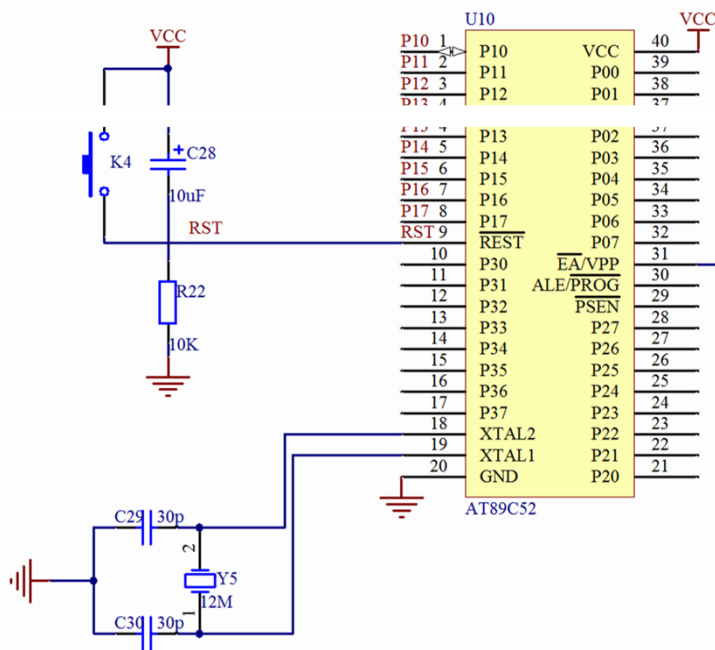 U10
VCC
VCC
P10 1 P10 VCC 40
P11 2 P11 P00 39
P12 3 P12 P01 38
P13 4 37
P13 4 P13 P02 37
P14 5 P14 P03 36
P15 6 P15 P04 35
P16 7 P16 P05 34
P17 8 P17 P06 33
RST 9 REST P07 32
10 P30 EA/VPP 31
11 P31 ALE/PROG 30
12 P32 PSEN 29
13 P33 P27 28
14 P34 P26 27
15 P35 P25 26
16 P36 P24 25
17 P37 P23 24
18 XTAL2 P22 23
19 XTAL1 P21 22
20 GND P20 21
AT89C52
K4
C28
10uF
RST
R22
10K
C29 30p
2
Y5
12M
1
C30 30p